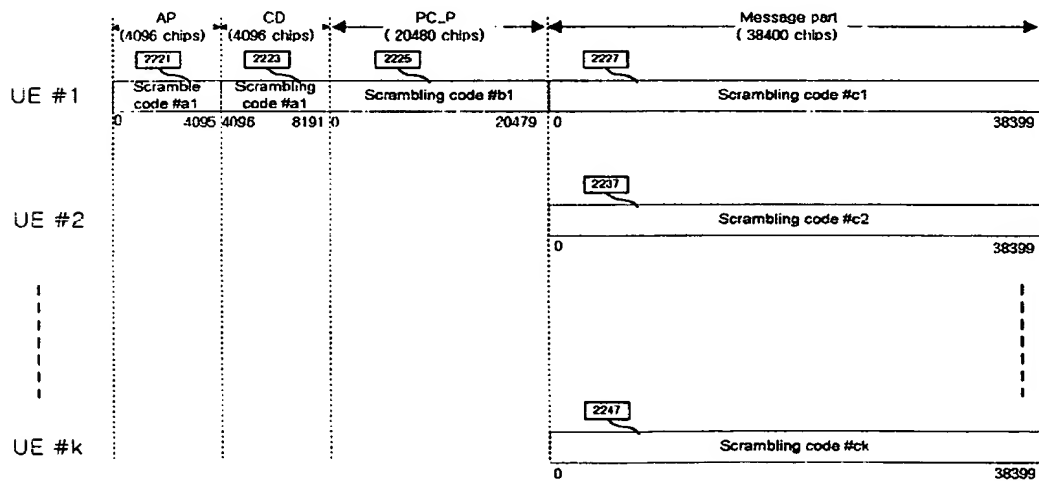 AP CD PC_P Message part
(4096 chips) (4096 chips) ( 20480 chips) ( 38400 chips)
2221 2223 2225 2227
UE #1 Scramble code #a1 Scrambling code #a1 Scrambling code #b1 Scrambling code #c1
0 4095 4096 8191 0 20479 0 38399
2237
UE #2 Scrambling code #c2
0 38399
2247
UE #k Scrambling code #ck
0 38399